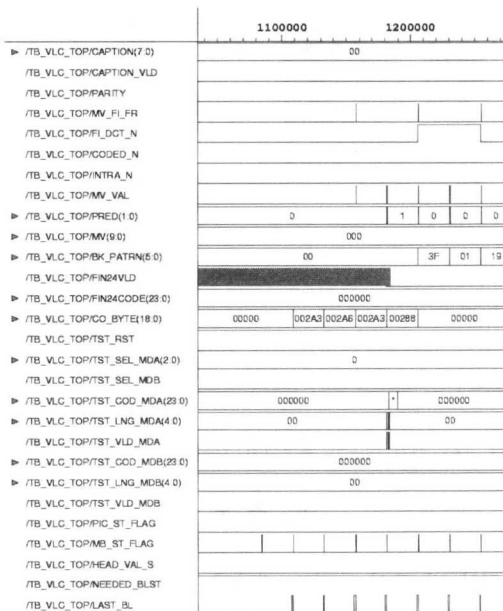 1100000 1200000
/TB_VLC_TOP/CAPTION(7:0) 00
/TB_VLC_TOP/CAPTION_VLD
/TB_VLC_TOP/PARITY
/TB_VLC_TOP/MV_FI_FR
/TB_VLC_TOP/FI_DCT_N
/TB_VLC_TOP/CODED_N
/TB_VLC_TOP/INTRA_N
/TB_VLC_TOP/MV_VAL
/TB_VLC_TOP/PRED(1:0) 0 1 0 0 0
/TB_VLC_TOP/MV(9:0) 000
/TB_VLC_TOP/BK_PATRN(5:0) 00 3F 01 19
/TB_VLC_TOP/FIN24VLD
/TB_VLC_TOP/FIN24CODE(23:0) 000000
/TB_VLC_TOP/CO_BYTE(18:0) 00000 002A3 002A6 002A3 00288 00000
/TB_VLC_TOP/TST_RST
/TB_VLC_TOP/TST_SEL_MDA(2:0) 0
/TB_VLC_TOP/TST_SEL_MDB
/TB_VLC_TOP/TST_COD_MDA(23:0) 000000 * 000000
/TB_VLC_TOP/TST_LNG_MDA(4:0) 00 00
/TB_VLC_TOP/TST_VLD_MDA
/TB_VLC_TOP/TST_COD_MDB(23:0) 000000
/TB_VLC_TOP/TST_LNG_MDB(4:0) 00
/TB_VLC_TOP/TST_VLD_MDB
/TB_VLC_TOP/PIC_ST_FLAG
/TB_VLC_TOP/MB_ST_FLAG
/TB_VLC_TOP/HEAD_VAL_S
/TB_VLC_TOP/NEEDED_BLST
/TB_VLC_TOP/LAST_BL